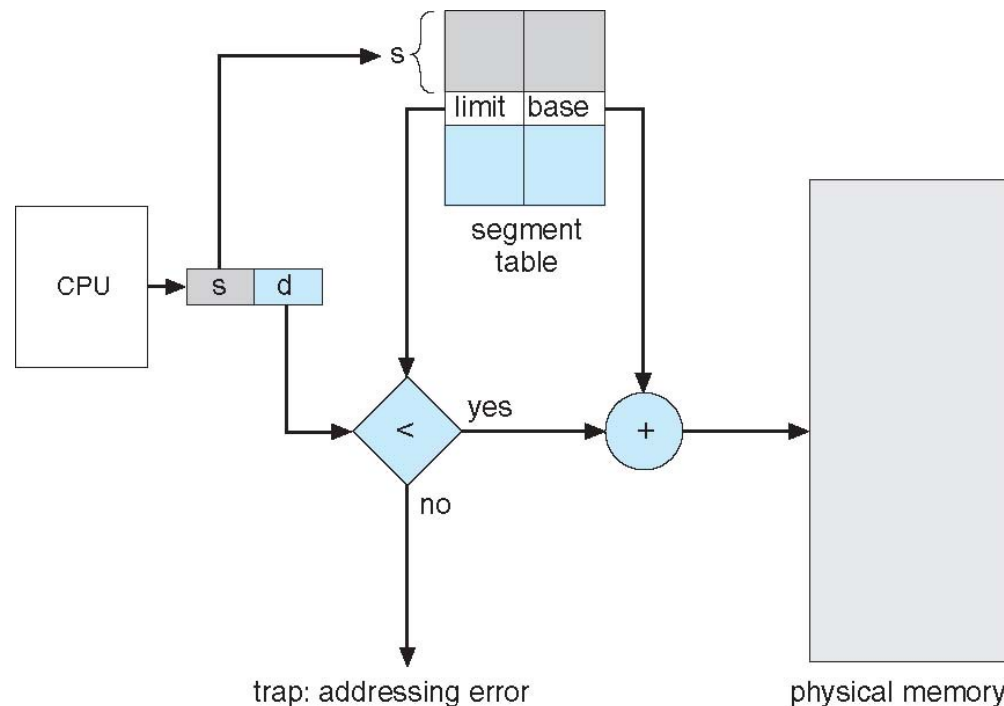 s
limit base
segment
table
CPU
s d
<
yes
+
no
trap: addressing error
physical memory